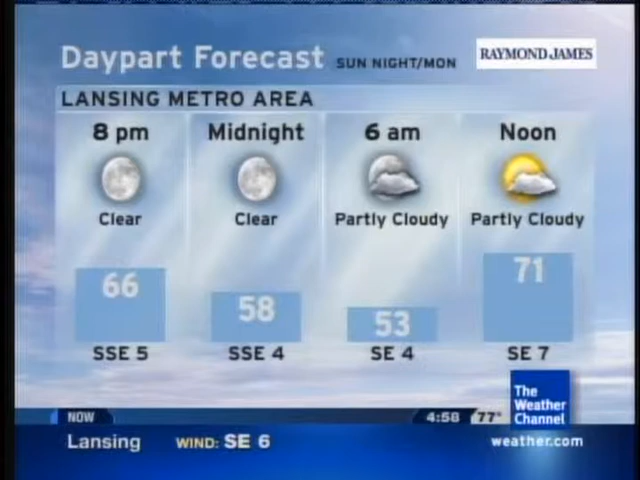 Daypart Forecast SUN NIGHT/MON
RAYMOND JAMES
LANSING METRO AREA
8 pm Midnight 6 am Noon
Clear Clear Partly Cloudy Partly Cloudy
66 58 53 71
SSE 5 SSE 4 SE 4 SE 7
The
Weather
Channel
NOW 4:58 77°
Lansing WIND: SE 6 weather.com